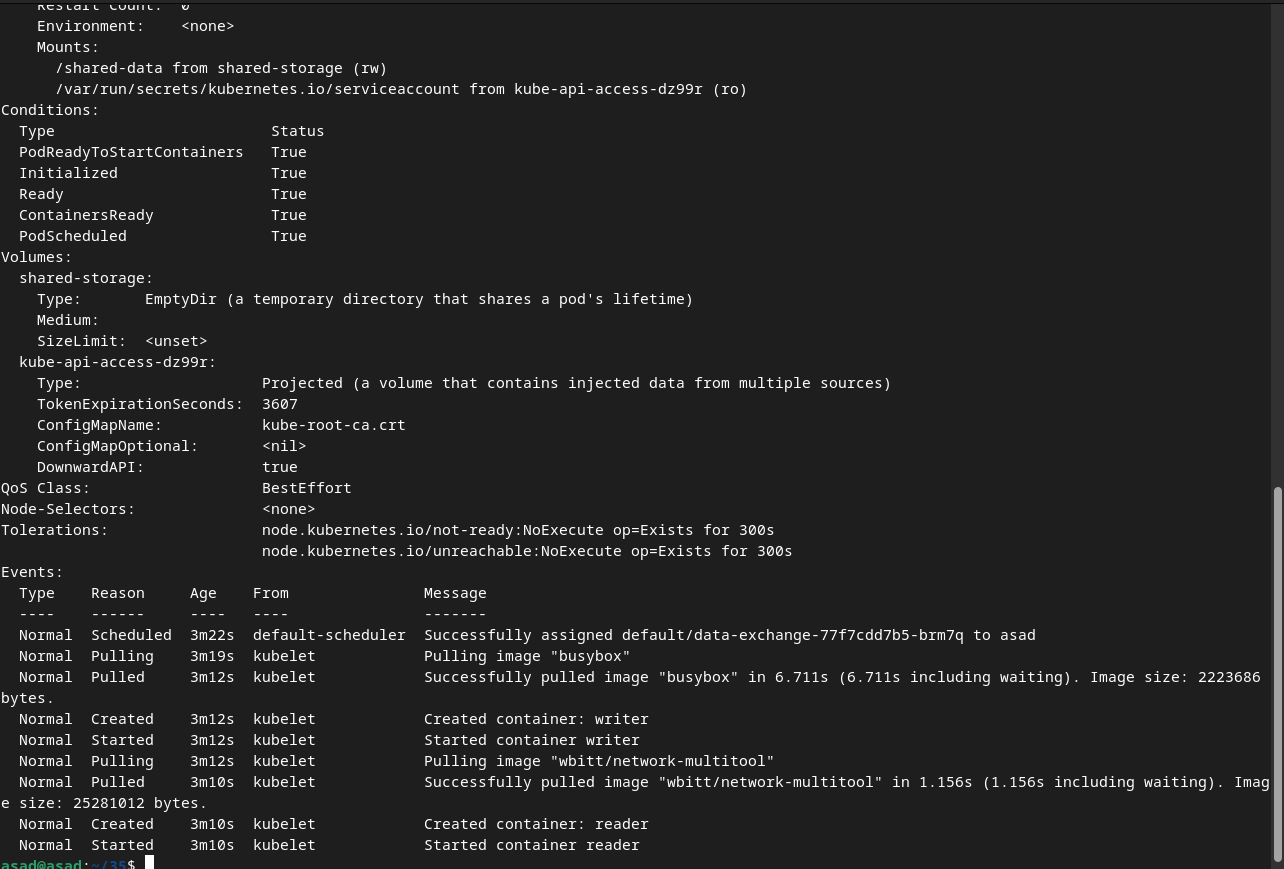 Restart Count:  0
    Environment:    <none>
    Mounts:
      /shared-data from shared-storage (rw)
      /var/run/secrets/kubernetes.io/serviceaccount from kube-api-access-dz99r (ro)
Conditions:
  Type                        Status
  PodReadyToStartContainers   True
  Initialized                 True
  Ready                       True
  ContainersReady             True
  PodScheduled                True
Volumes:
  shared-storage:
    Type:       EmptyDir (a temporary directory that shares a pod's lifetime)
    Medium:
    SizeLimit:  <unset>
  kube-api-access-dz99r:
    Type:                    Projected (a volume that contains injected data from multiple sources)
    TokenExpirationSeconds:  3607
    ConfigMapName:           kube-root-ca.crt
    ConfigMapOptional:       <nil>
    DownwardAPI:             true
QoS Class:                   BestEffort
Node-Selectors:              <none>
Tolerations:                 node.kubernetes.io/not-ready:NoExecute op=Exists for 300s
                             node.kubernetes.io/unreachable:NoExecute op=Exists for 300s
Events:
  Type    Reason     Age    From               Message
  ----    ------     ----   ----               -------
  Normal  Scheduled  3m22s  default-scheduler  Successfully assigned default/data-exchange-77f7cdd7b5-brm7q to asad
  Normal  Pulling    3m19s  kubelet            Pulling image "busybox"
  Normal  Pulled     3m12s  kubelet            Successfully pulled image "busybox" in 6.711s (6.711s including waiting). Image size: 2223686
bytes.
  Normal  Created    3m12s  kubelet            Created container: writer
  Normal  Started    3m12s  kubelet            Started container writer
  Normal  Pulling    3m12s  kubelet            Pulling image "wbitt/network-multitool"
  Normal  Pulled     3m10s  kubelet            Successfully pulled image "wbitt/network-multitool" in 1.156s (1.156s including waiting). Imag
e size: 25281012 bytes.
  Normal  Created    3m10s  kubelet            Created container: reader
  Normal  Started    3m10s  kubelet            Started container reader
asad@asad:~/35$